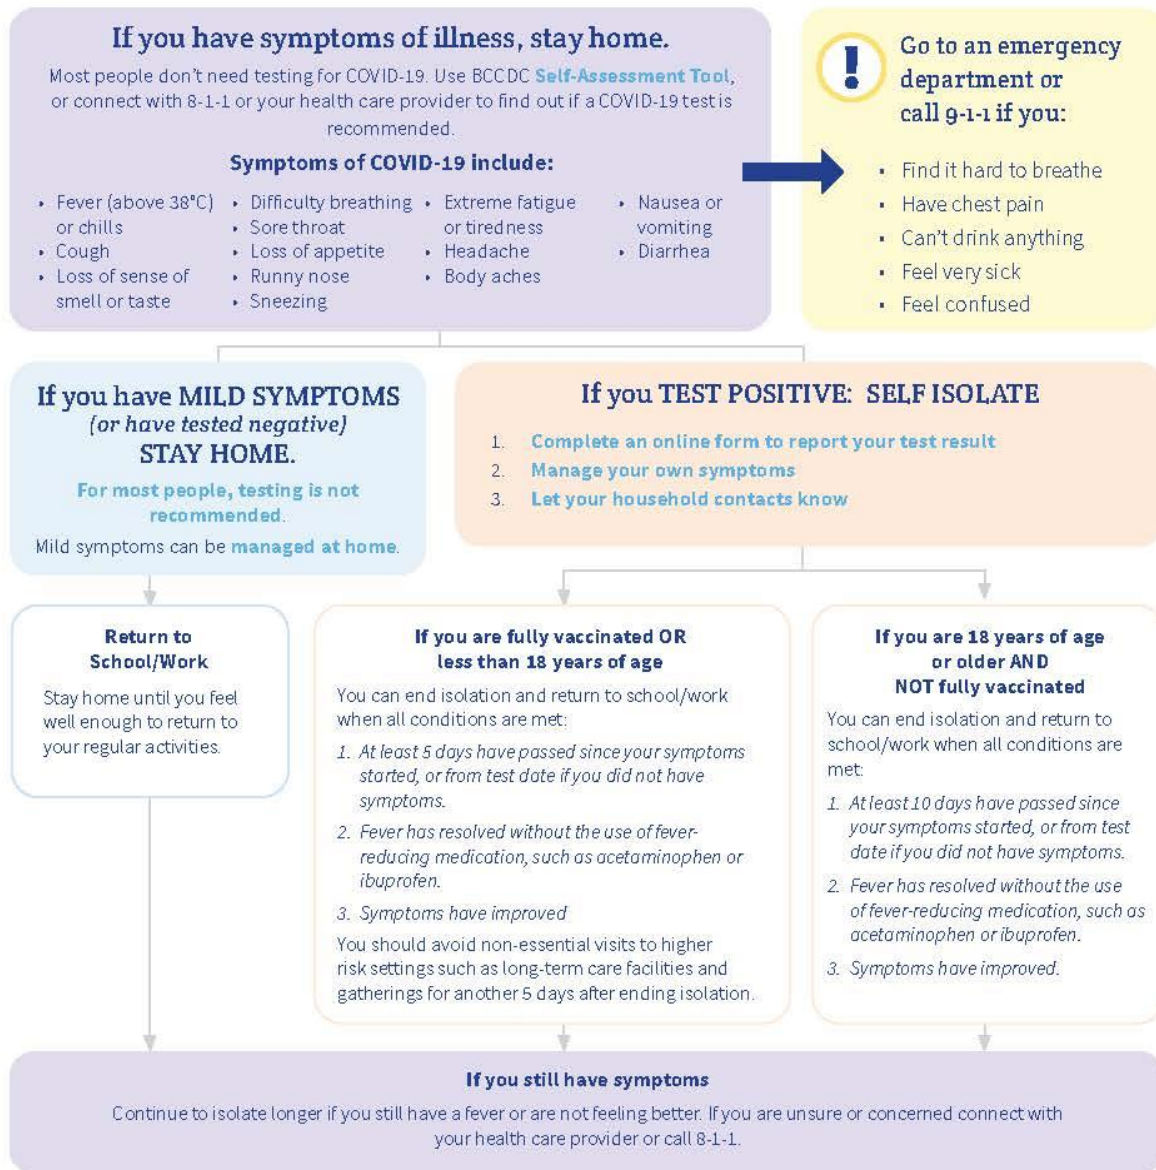 If you have symptoms of illness, stay home.
Most people don't need testing for COVID-19. Use BCCDC Self-Assessment Tool,
or connect with 8-1-1 or your health care provider to find out if a COVID-19 test is
recommended.
Symptoms of COVID-19 include:
• Fever (above 38°C)
or chills
• Cough
• Loss of sense of
smell or taste
• Difficulty breathing
• Sore throat
• Loss of appetite
• Runny nose
• Sneezing
• Extreme fatigue
or tiredness
• Headache
• Body aches
• Nausea or
vomiting
• Diarrhea
!
Go to an emergency
department or
call 9-1-1 if you:
• Find it hard to breathe
• Have chest pain
• Can't drink anything
• Feel very sick
• Feel confused
If you have MILD SYMPTOMS
(or have tested negative)
STAY HOME.
For most people, testing is not
recommended.
Mild symptoms can be managed at home.
If you TEST POSITIVE: SELF ISOLATE
1. Complete an online form to report your test result
2. Manage your own symptoms
3. Let your household contacts know
Return to
School/Work
Stay home until you feel
well enough to return to
your regular activities.
If you are fully vaccinated OR
less than 18 years of age
You can end isolation and return to school/work
when all conditions are met:
1. At least 5 days have passed since your symptoms
started, or from test date if you did not have
symptoms.
2. Fever has resolved without the use of fever-
reducing medication, such as acetaminophen or
ibuprofen.
3. Symptoms have improved
You should avoid non-essential visits to higher
risk settings such as long-term care facilities and
gatherings for another 5 days after ending isolation.
If you are 18 years of age
or older AND
NOT fully vaccinated
You can end isolation and return to
school/work when all conditions are
met:
1. At least 10 days have passed since
your symptoms started, or from test
date if you did not have symptoms.
2. Fever has resolved without the use
of fever-reducing medication, such as
acetaminophen or ibuprofen.
3. Symptoms have improved.
If you still have symptoms
Continue to isolate longer if you still have a fever or are not feeling better. If you are unsure or concerned connect with
your health care provider or call 8-1-1.